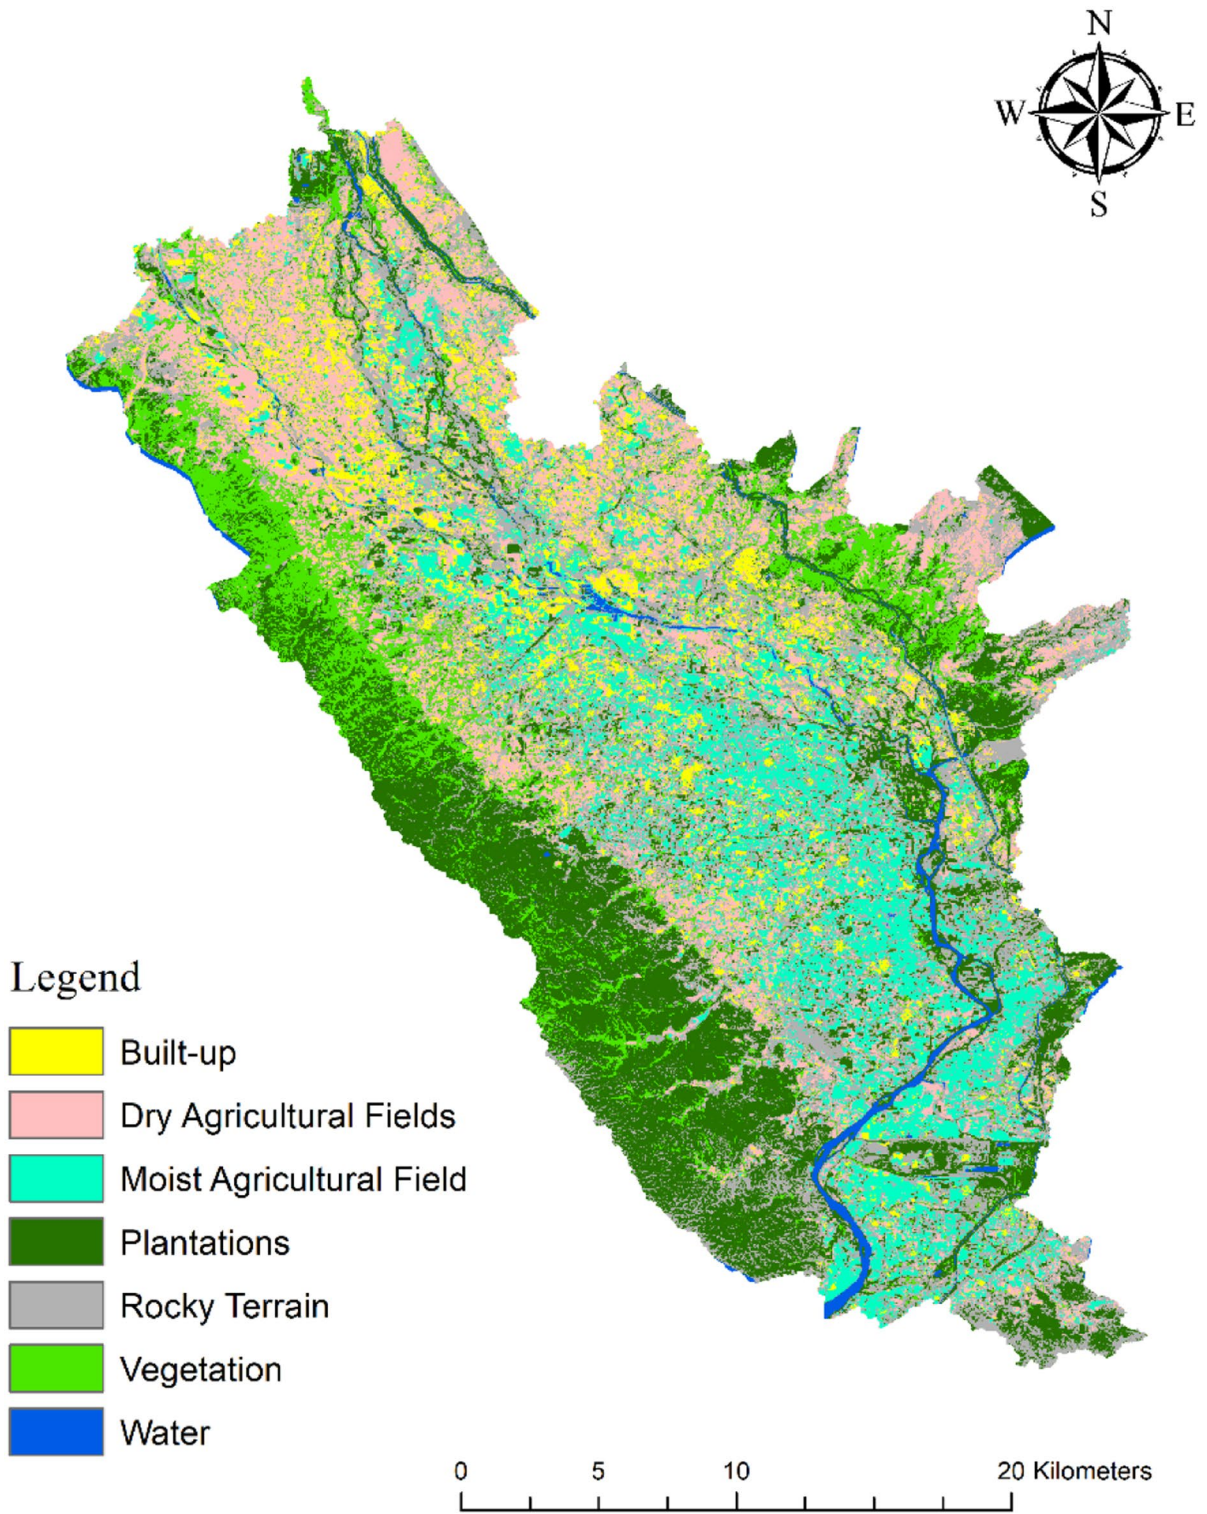 N
W E
S
Legend
Built-up
Dry Agricultural Fields
Moist Agricultural Field
Plantations
Rocky Terrain
Vegetation
Water
0 5 10 20 Kilometers